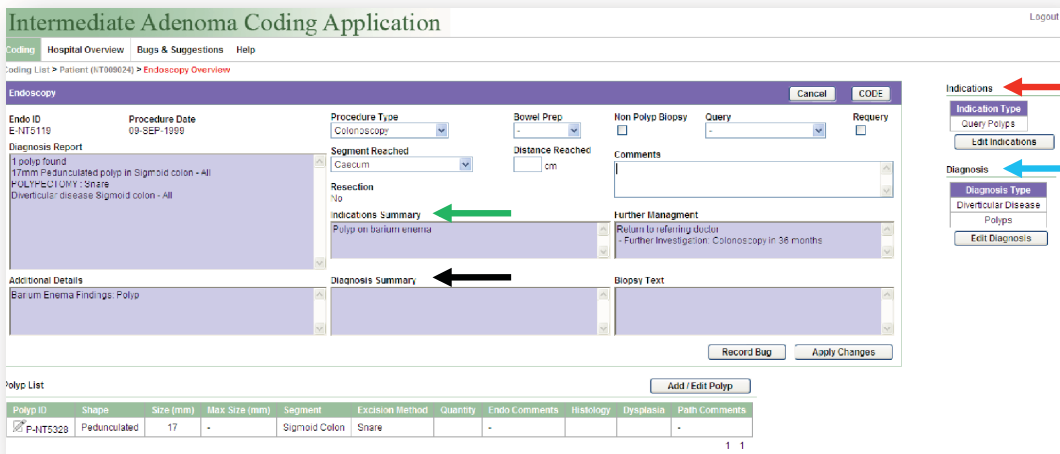 Intermediate Adenoma Coding Application
Logout
Coding Hospital Overview Bugs & Suggestions Help
Coding List > Patient (NT009024) > Endoscopy Overview
Endoscopy
Cancel CODE
Endo ID Procedure Date
E-NT5119 09-SEP-1999
Diagnosis Report
1 polyp found
17mm Pedunculated polyp in Sigmoid colon - All
POLYPECTOMY : Snare
Diverticular disease Sigmoid colon - All
Procedure Type Bowel Prep Non Polyp Biopsy Query Requery
Colonoscopy - -
Segment Reached Distance Reached Comments
Caecum cm
Resection
No
Indications Summary
Polyp on barium enema
Further Managment
Return to referring doctor
- Further Investigation: Colonoscopy in 36 months
Additional Details
Barium Enema Findings: Polyp
Diagnosis Summary
Biopsy Text
Record Bug Apply Changes
Indications
Indication Type
Query Polyps
Edit Indications
Diagnosis
Diagnosis Type
Diverticular Disease
Polyps
Edit Diagnosis
Polyp List
Add / Edit Polyp
Polyp ID Shape Size (mm) Max Size (mm) Segment Excision Method Quantity Endo Comments Histology Dysplasia Path Comments
P-NT5328 Pedunculated 17 - Sigmoid Colon Snare - -
1 1